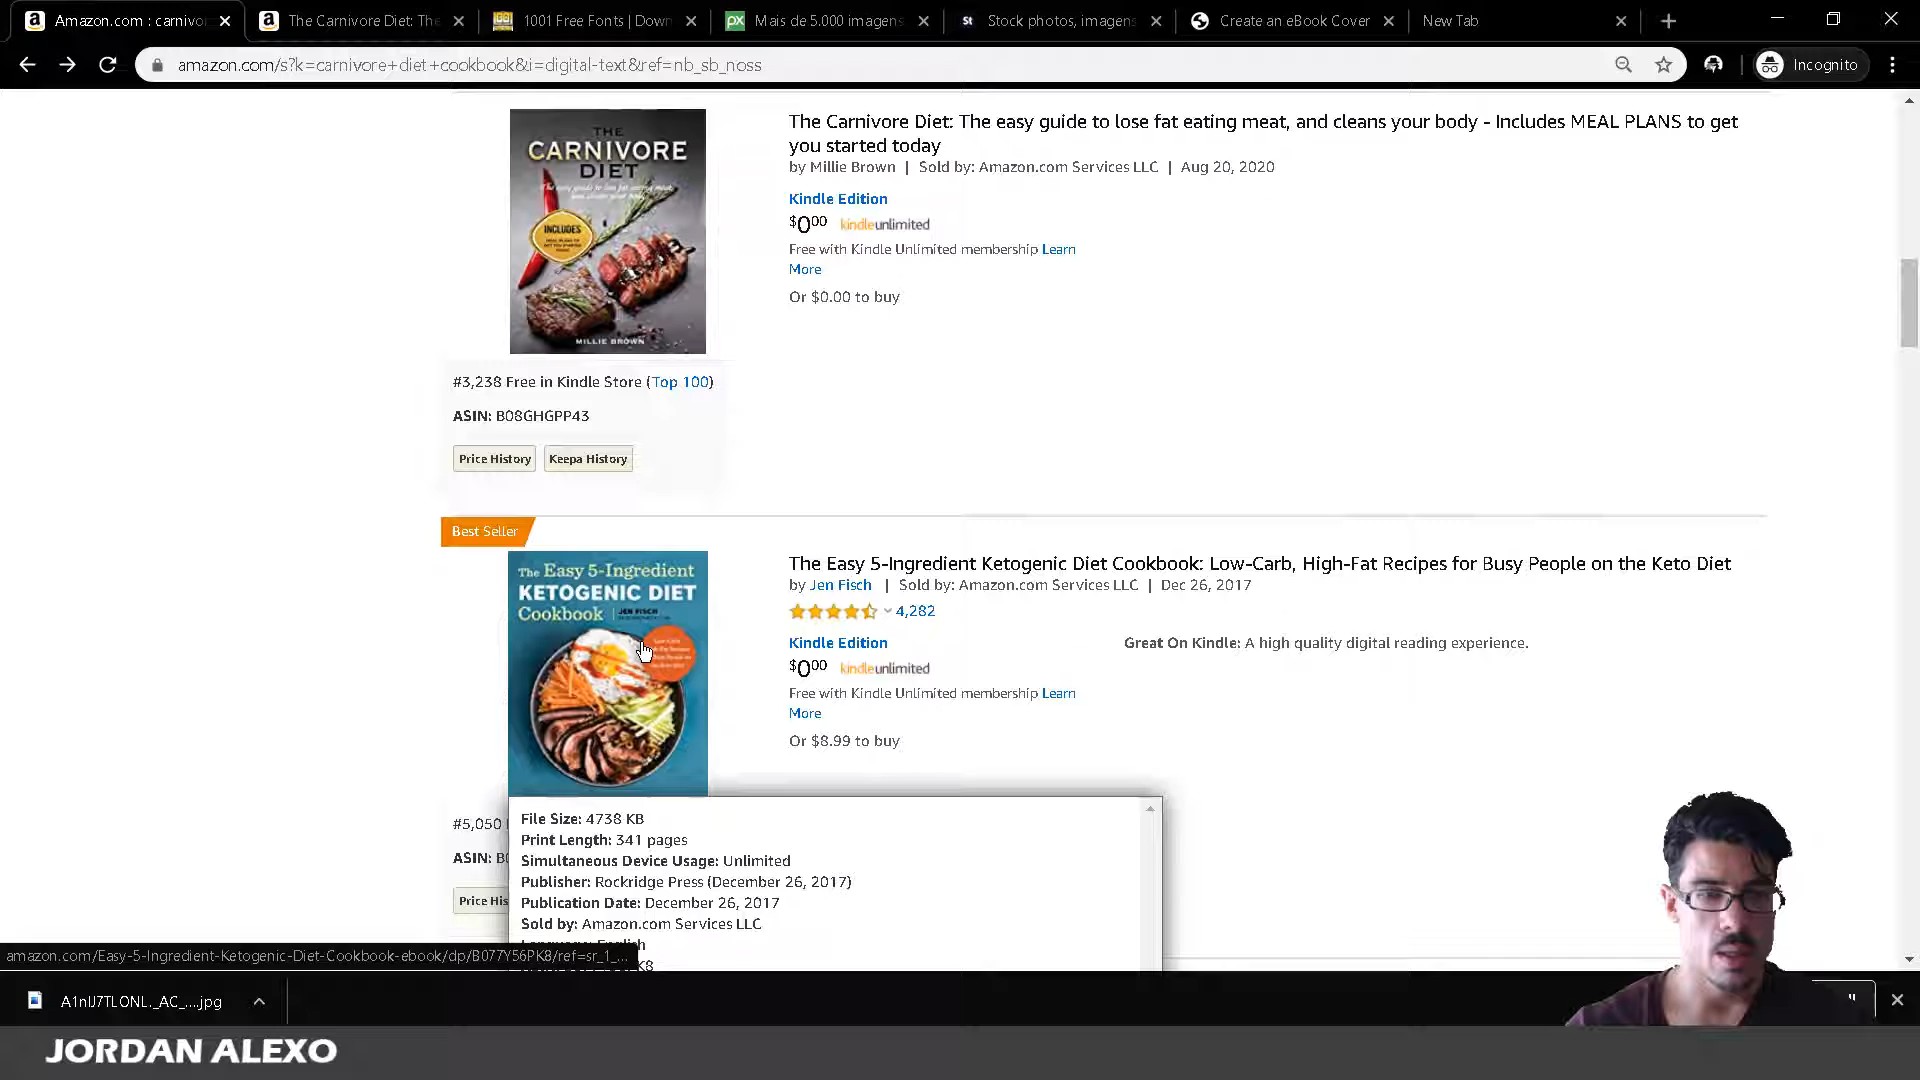 Amazon.com : carnivo
The Carnivore Diet: The
1001 Free Fonts | Down
Mais de 5.000 imagens
Stock photos, imagens
Create an eBook Cover
New Tab
amazon.com/s?k=carnivore+diet+cookbook&i=digital-text&ref=nb_sb_noss
Incognito
THE
CARNIVORE
DIET
INCLUDES
MILLIE BROWN
The Carnivore Diet: The easy guide to lose fat eating meat, and cleans your body - Includes MEAL PLANS to get
you started today
by Millie Brown | Sold by: Amazon.com Services LLC | Aug 20, 2020
Kindle Edition
$0.00 kindleunlimited
Free with Kindle Unlimited membership Learn
More
Or $0.00 to buy
#3,238 Free in Kindle Store (Top 100)
ASIN: B08GHGPP43
Price History
Keepa History
Best Seller
The Easy 5-Ingredient
KETOGENIC DIET
Cookbook | JEN FISCH
The Easy 5-Ingredient Ketogenic Diet Cookbook: Low-Carb, High-Fat Recipes for Busy People on the Keto Diet
by Jen Fisch | Sold by: Amazon.com Services LLC | Dec 26, 2017
4,282
Kindle Edition
$0.00 kindleunlimited
Free with Kindle Unlimited membership Learn
More
Or $8.99 to buy
Great On Kindle: A high quality digital reading experience.
#5,050
ASIN: B0
Price His
File Size: 4738 KB
Print Length: 341 pages
Simultaneous Device Usage: Unlimited
Publisher: Rockridge Press (December 26, 2017)
Publication Date: December 26, 2017
Sold by: Amazon.com Services LLC
Language: English
K8
amazon.com/Easy-5-Ingredient-Ketogenic-Diet-Cookbook-ebook/dp/B077Y56PK8/ref=sr_1_...
A1nIJ7TLONL._AC_....jpg
JORDAN ALEXO